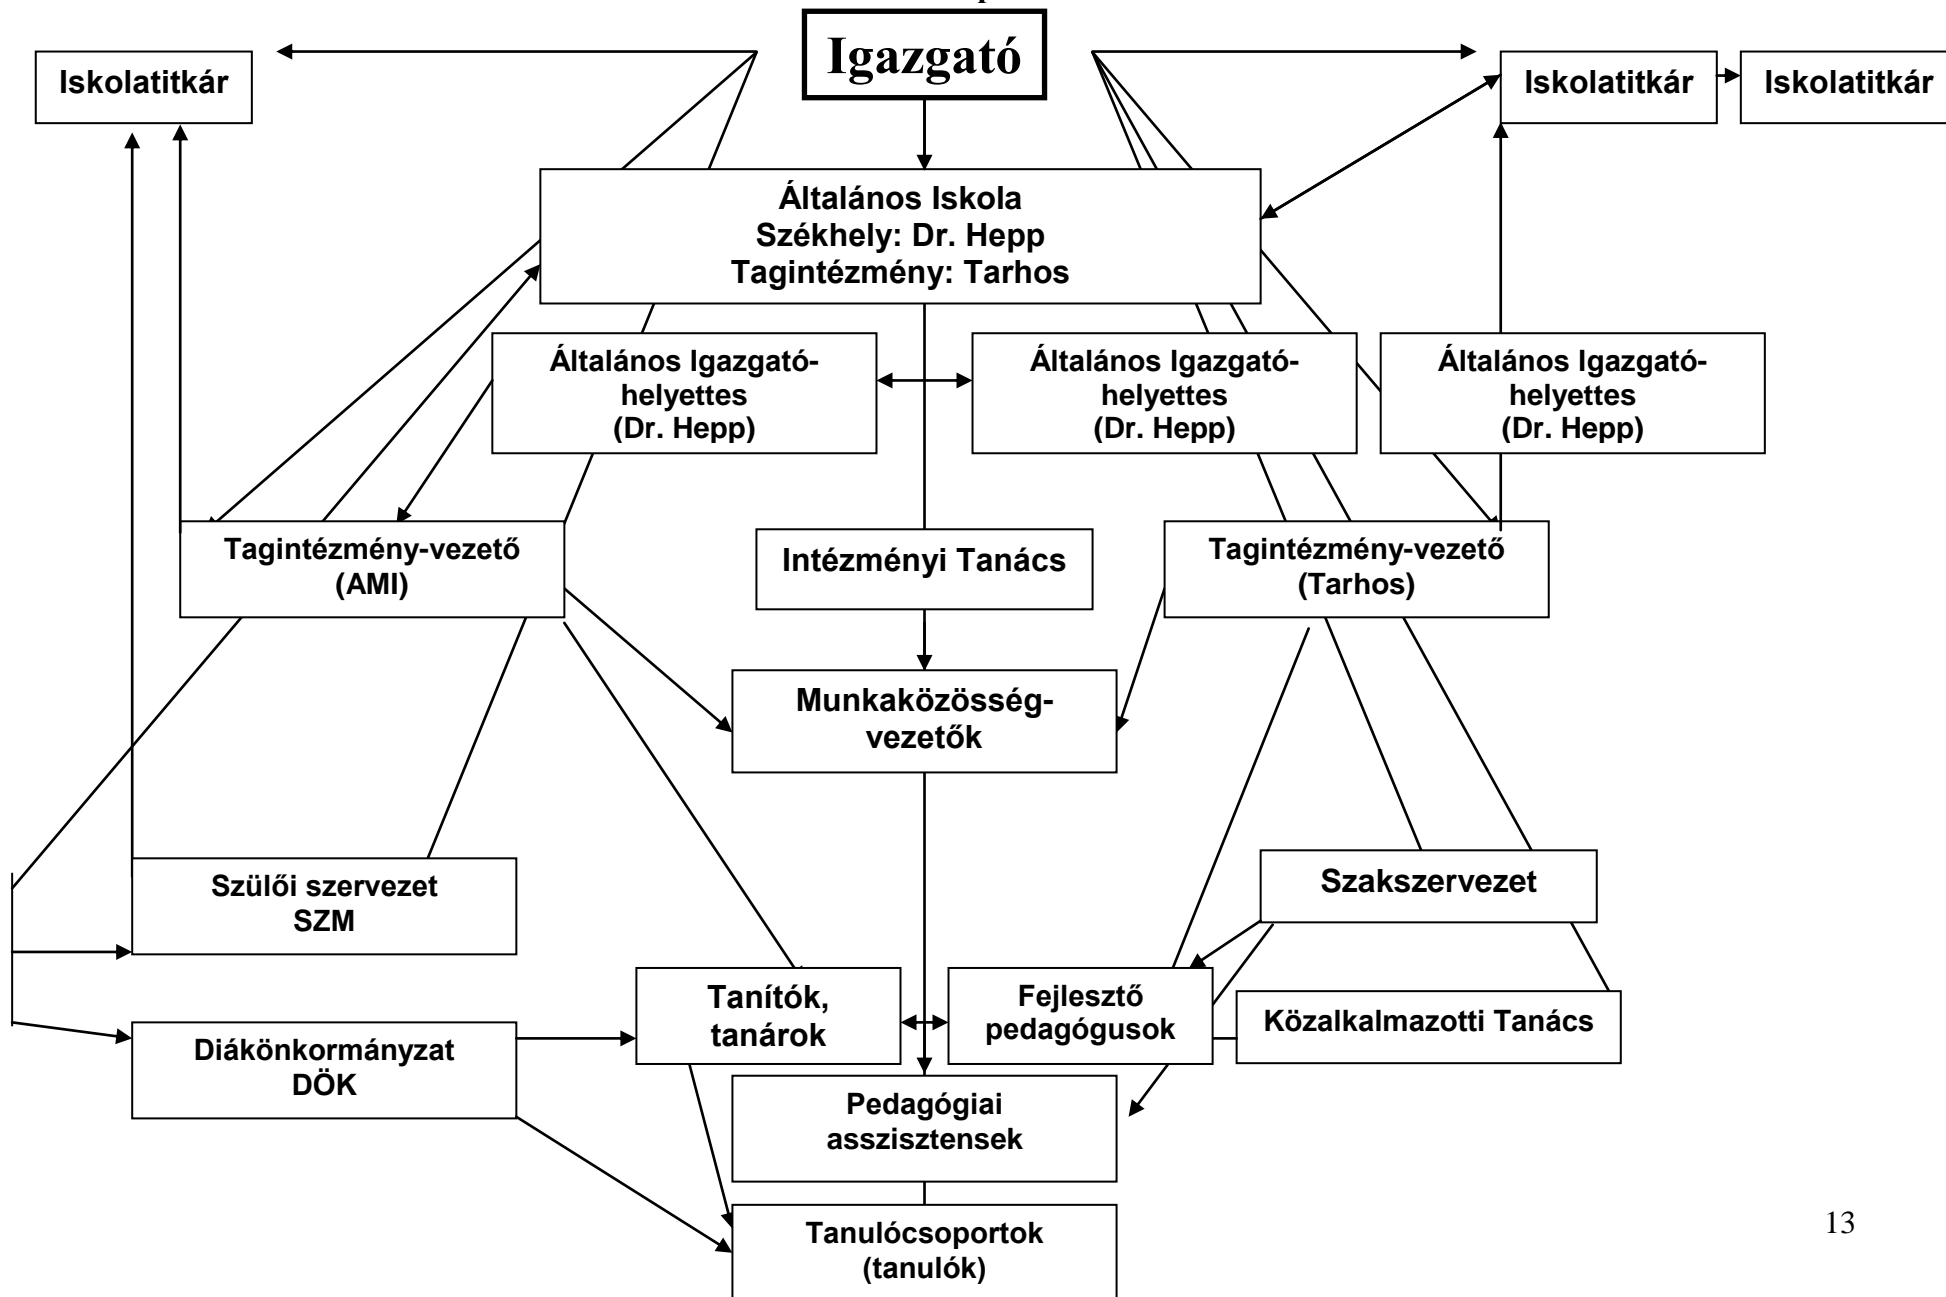 Igazgató
Iskolatitkár
Iskolatitkár
Iskolatitkár
Általános Iskola
Székhely: Dr. Hepp
Tagintézmény: Tarhos
Általános Igazgató-
helyettes
(Dr. Hepp)
Általános Igazgató-
helyettes
(Dr. Hepp)
Általános Igazgató-
helyettes
(Dr. Hepp)
Tagintézmény-vezető
(AMI)
Intézményi Tanács
Tagintézmény-vezető
(Tarhos)
Munkaközösség-
vezetők
Szülői szervezet
SZM
Szakszervezet
Tanítók,
tanárok
Fejlesztő
pedagógusok
Közalkalmazotti Tanács
Diákönkormányzat
DÖK
Pedagógiai
asszisztensek
Tanulócsoportok
(tanulók)
13